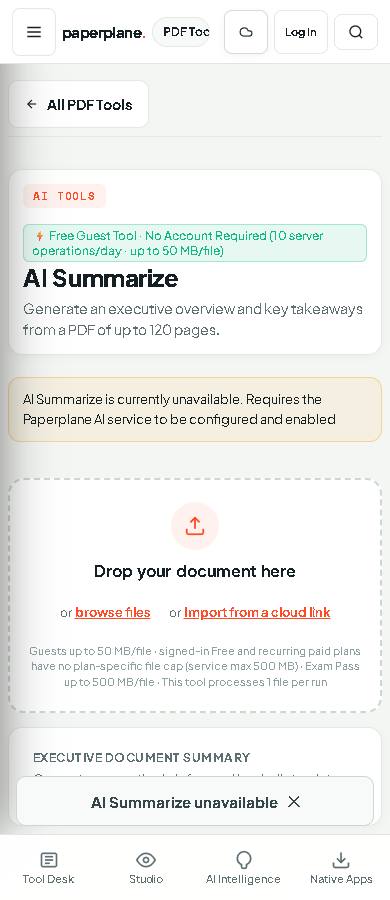 paperplane.
PDF Too
Log In
All PDF Tools
AI TOOLS
Free Guest Tool · No Account Required (10 server
operations/day · up to 50 MB/file)
AI Summarize
Generate an executive overview and key takeaways
from a PDF of up to 120 pages.
AI Summarize is currently unavailable. Requires the
Paperplane AI service to be configured and enabled
Drop your document here
or browse files or Import from a cloud link
Guests up to 50 MB/file · signed-in Free and recurring paid plans
have no plan-specific file cap (service max 500 MB) · Exam Pass
up to 500 MB/file · This tool processes 1 file per run
EXECUTIVE DOCUMENT SUMMARY
AI Summarize unavailable
Tool Desk
Studio
AI Intelligence
Native Apps